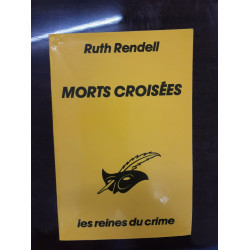 Ruth Rendell
MORTS CROISÉES
les reines du crime